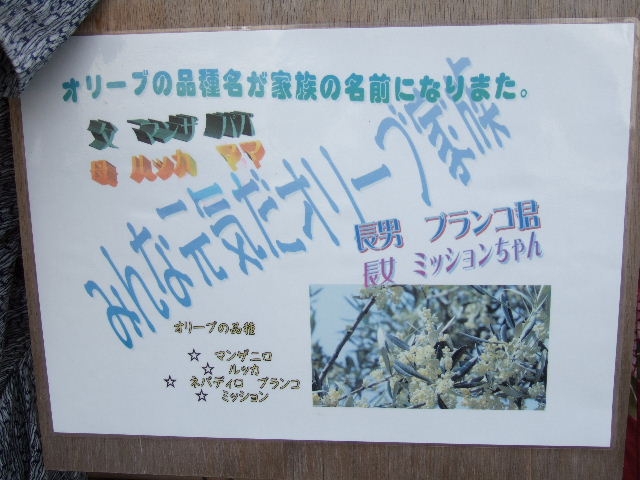 オリーブの品種名が家族の名前になりまた。
父 マンザ パパ
母 ルッカ ママ
みんな元気だオリーブ家族
長男 ブランコ君
長女 ミッションちゃん
オリーブの品種
☆ マンザニロ
☆ ルッカ
☆ ネバディロ ブランコ
☆ ミッション